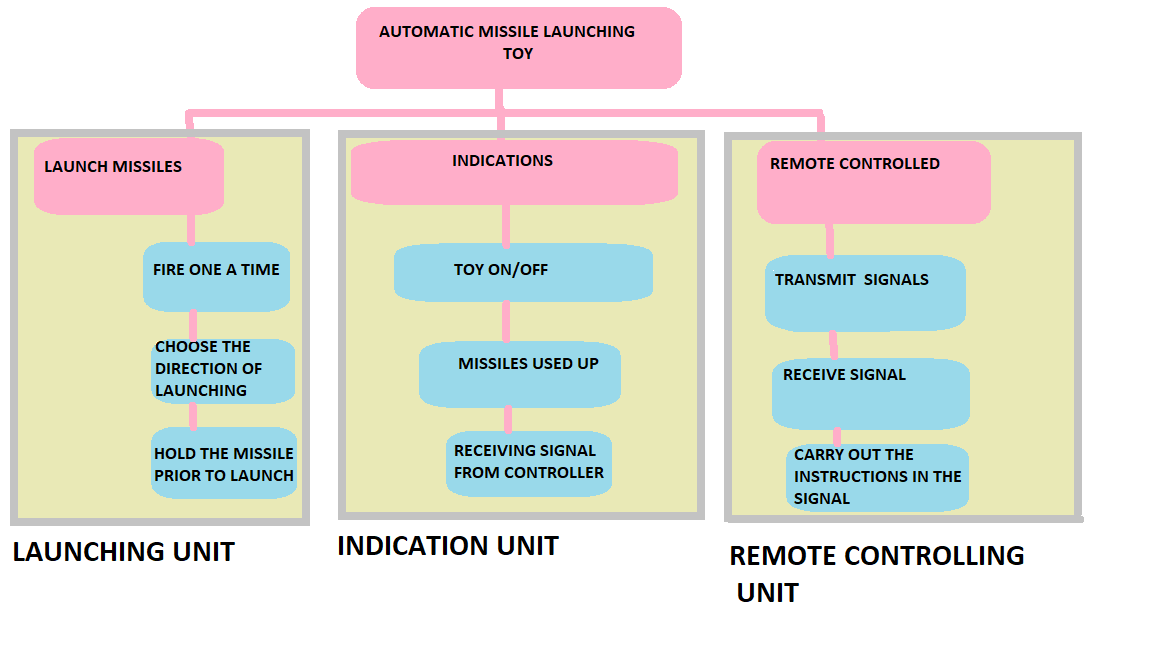 AUTOMATIC MISSILE LAUNCHING
TOY
LAUNCH MISSILES
FIRE ONE A TIME
CHOOSE THE
DIRECTION OF
LAUNCHING
HOLD THE MISSILE
PRIOR TO LAUNCH
LAUNCHING UNIT
INDICATIONS
TOY ON/OFF
MISSILES USED UP
RECEIVING SIGNAL
FROM CONTROLLER
INDICATION UNIT
REMOTE CONTROLLED
TRANSMIT SIGNALS
RECEIVE SIGNAL
CARRY OUT THE
INSTRUCTIONS IN THE
SIGNAL
REMOTE CONTROLLING
UNIT